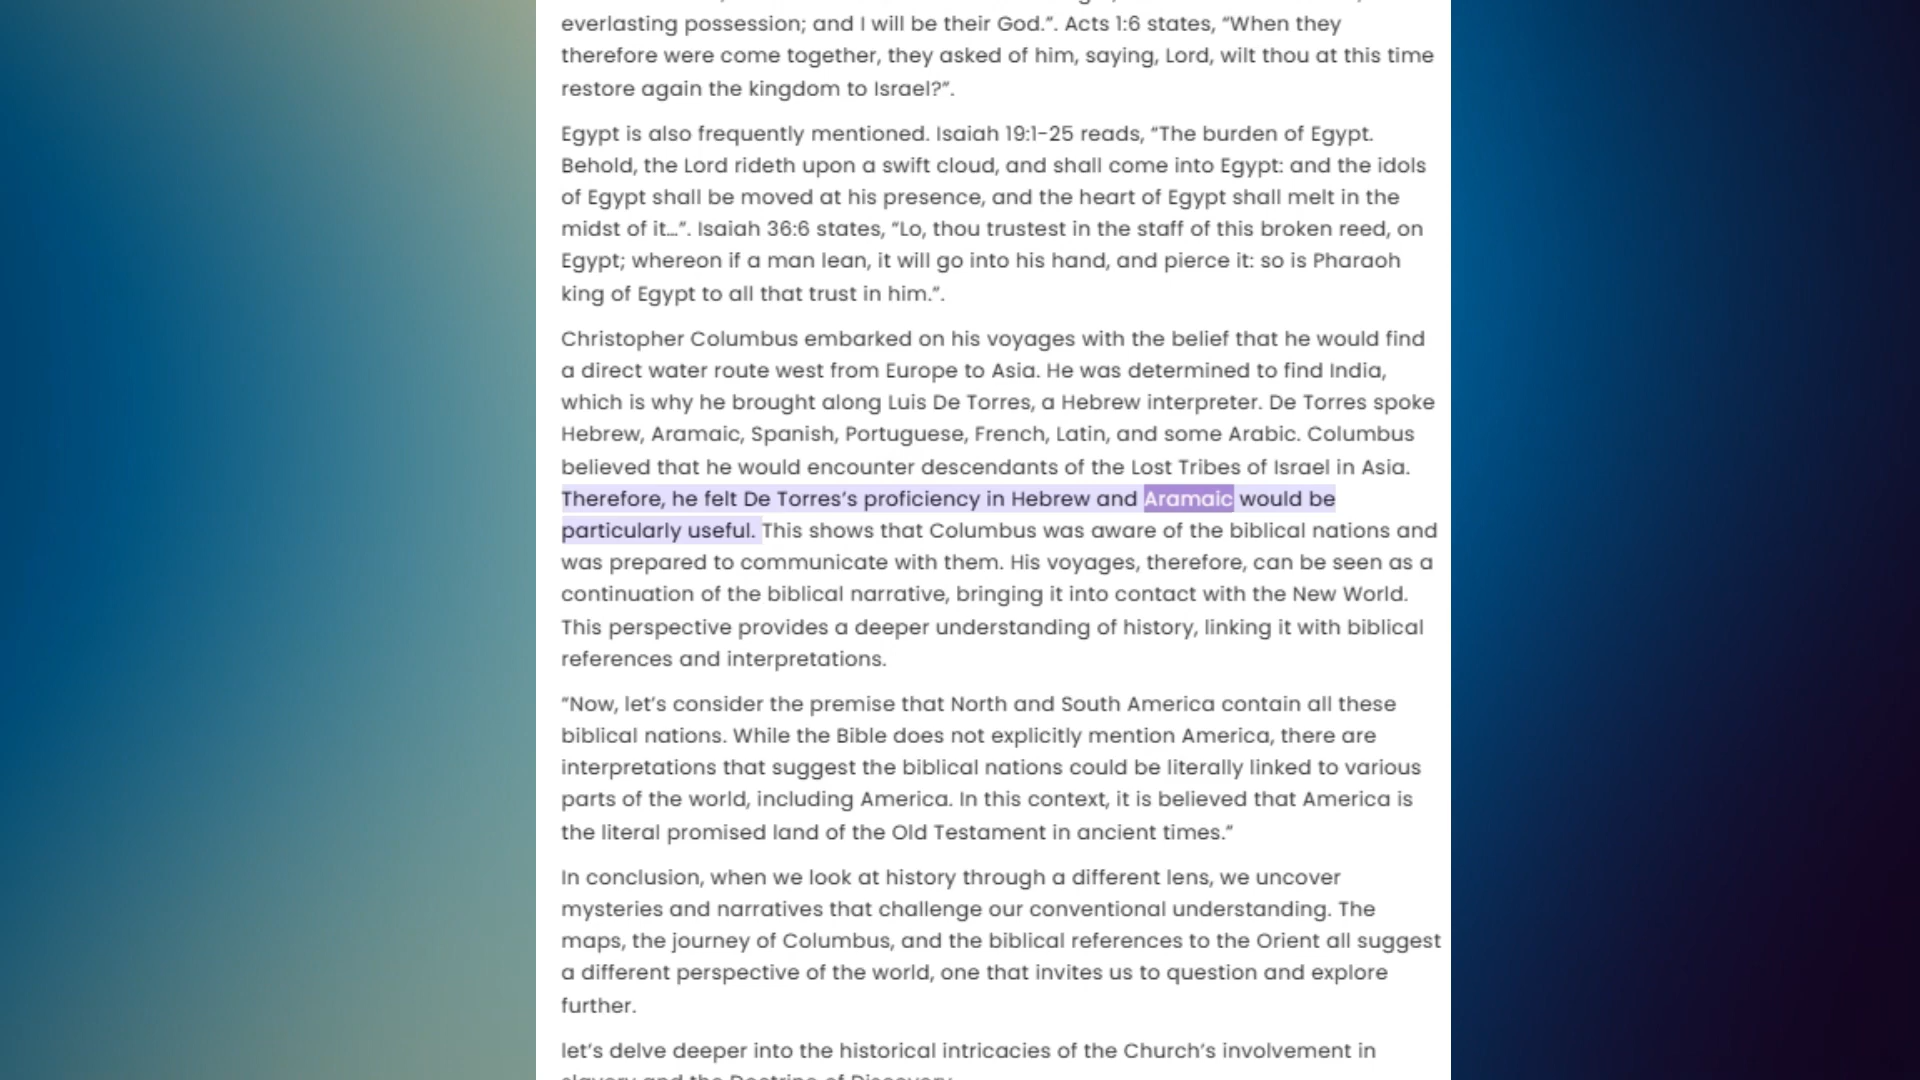 everlasting possession; and I will be their God.”. Acts 1:6 states, “When they
therefore were come together, they asked of him, saying, Lord, wilt thou at this time
restore again the kingdom to Israel?”.
Egypt is also frequently mentioned. Isaiah 19:1-25 reads, “The burden of Egypt.
Behold, the Lord rideth upon a swift cloud, and shall come into Egypt: and the idols
of Egypt shall be moved at his presence, and the heart of Egypt shall melt in the
midst of it…”. Isaiah 36:6 states, “Lo, thou trustest in the staff of this broken reed, on
Egypt; whereon if a man lean, it will go into his hand, and pierce it: so is Pharaoh
king of Egypt to all that trust in him.”.
Christopher Columbus embarked on his voyages with the belief that he would find
a direct water route west from Europe to Asia. He was determined to find India,
which is why he brought along Luis De Torres, a Hebrew interpreter. De Torres spoke
Hebrew, Aramaic, Spanish, Portuguese, French, Latin, and some Arabic. Columbus
believed that he would encounter descendants of the Lost Tribes of Israel in Asia.
Therefore, he felt De Torres’s proficiency in Hebrew and Aramaic would be
particularly useful. This shows that Columbus was aware of the biblical nations and
was prepared to communicate with them. His voyages, therefore, can be seen as a
continuation of the biblical narrative, bringing it into contact with the New World.
This perspective provides a deeper understanding of history, linking it with biblical
references and interpretations.
“Now, let’s consider the premise that North and South America contain all these
biblical nations. While the Bible does not explicitly mention America, there are
interpretations that suggest the biblical nations could be literally linked to various
parts of the world, including America. In this context, it is believed that America is
the literal promised land of the Old Testament in ancient times.”
In conclusion, when we look at history through a different lens, we uncover
mysteries and narratives that challenge our conventional understanding. The
maps, the journey of Columbus, and the biblical references to the Orient all suggest
a different perspective of the world, one that invites us to question and explore
further.
let’s delve deeper into the historical intricacies of the Church’s involvement in
slavery and the Doctrine of Discovery.